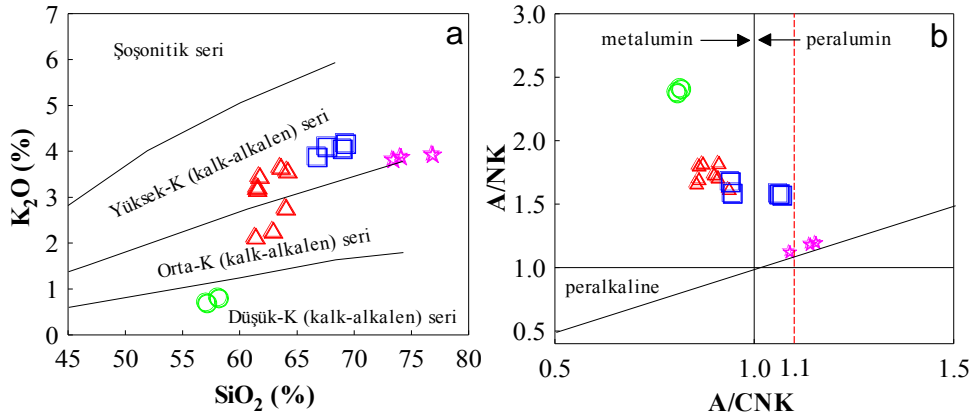 a
Şoşonitik seri
Yüksek-K (kalk-alkalen) seri
Orta-K (kalk-alkalen) seri
Düşük-K (kalk-alkalen) seri
K₂O (%)
7
6
5
4
3
2
1
0
45
50
55
60
65
70
75
80
SiO₂ (%)
b
metalumin
peralumin
peralkaline
A/NK
3.0
2.5
2.0
1.5
1.0
0.5
0.5
1.0
1.1
1.5
A/CNK